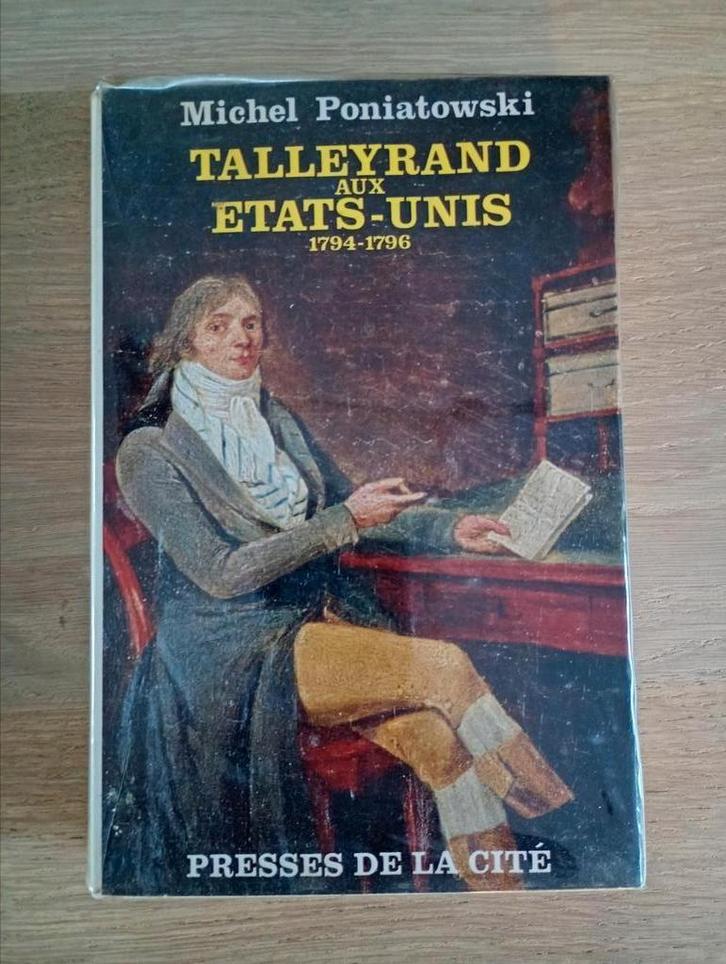 Michel Poniatowski
TALLEYRAND
AUX
ETATS-UNIS
1794-1796
PRESSES DE LA CITÉ